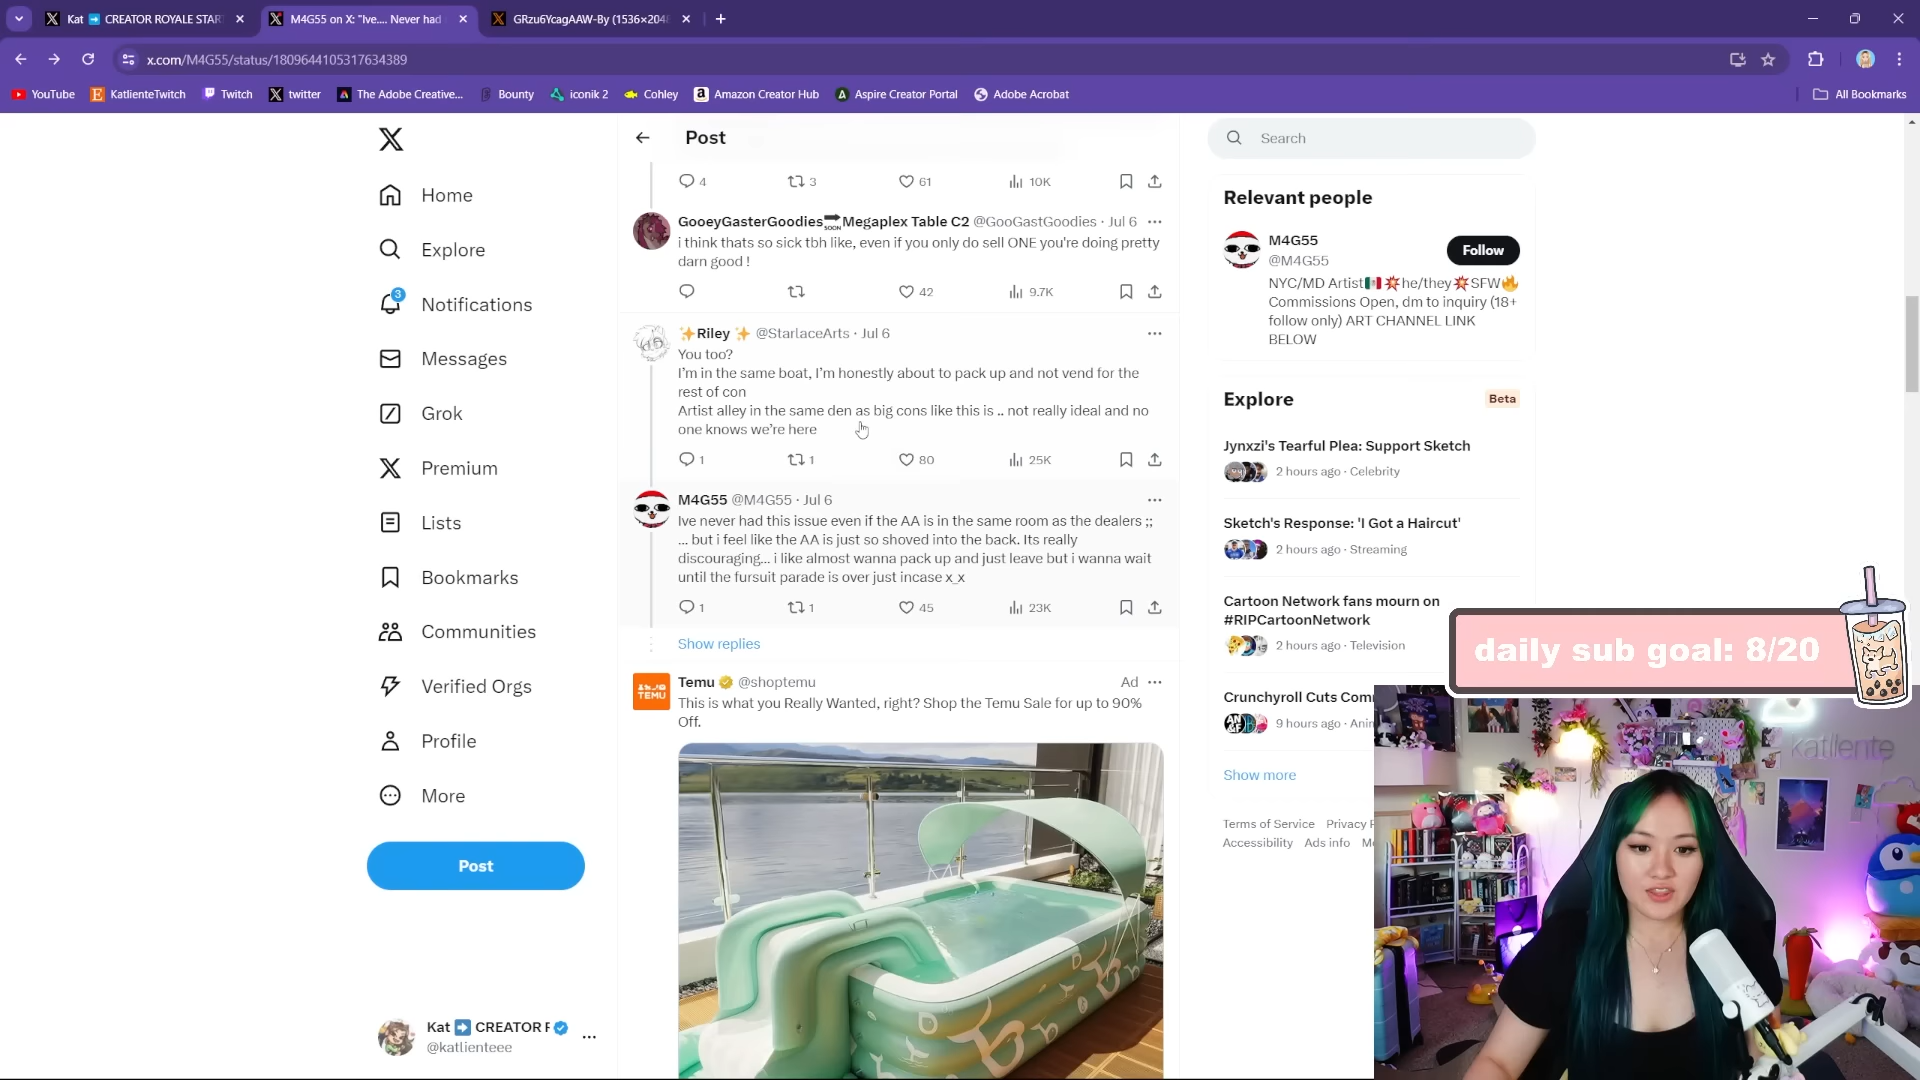 Kat ➡️ CREATOR ROYALE STAR
M4G55 on X: "Ive.... Never had
GRzu6YcagAAW-By (1536×204
x.com/M4G55/status/1809644105317634389
YouTube
KatlienteTwitch
Twitch
twitter
The Adobe Creative...
Bounty
iconik 2
Cohley
Amazon Creator Hub
Aspire Creator Portal
Adobe Acrobat
All Bookmarks
Home
Explore
3
Notifications
Messages
Grok
Premium
Lists
Bookmarks
Communities
Verified Orgs
Profile
More
Post
Kat ➡️ CREATOR F
@katlienteee
Post
4 3 61 10K
GooeyGasterGoodies🔜Megaplex Table C2 @GooGastGoodies · Jul 6
i think thats so sick tbh like, even if you only do sell ONE you're doing pretty
darn good !
42 9.7K
✨Riley ✨ @StarlaceArts · Jul 6
You too?
I'm in the same boat, I'm honestly about to pack up and not vend for the
rest of con
Artist alley in the same den as big cons like this is .. not really ideal and no
one knows we're here
1 1 80 25K
M4G55 @M4G55 · Jul 6
Ive never had this issue even if the AA is in the same room as the dealers ;;
... but i feel like the AA is just so shoved into the back. Its really
discouraging... i like almost wanna pack up and just leave but i wanna wait
until the fursuit parade is over just incase x_x
1 1 45 23K
Show replies
TEMU
Temu @shoptemu Ad
This is what you Really Wanted, right? Shop the Temu Sale for up to 90%
Off.
Search
Relevant people
M4G55
@M4G55
Follow
NYC/MD Artist🇲🇽💥he/they💥SFW🔥
Commissions Open, dm to inquiry (18+
follow only) ART CHANNEL LINK
BELOW
Explore
Beta
Jynxzi's Tearful Plea: Support Sketch
2 hours ago · Celebrity
Sketch's Response: 'I Got a Haircut'
2 hours ago · Streaming
Cartoon Network fans mourn on
#RIPCartoonNetwork
2 hours ago · Television
Crunchyroll Cuts Com
9 hours ago · Anir
Show more
Terms of Service Privacy P
Accessibility Ads info M
daily sub goal: 8/20
katliente